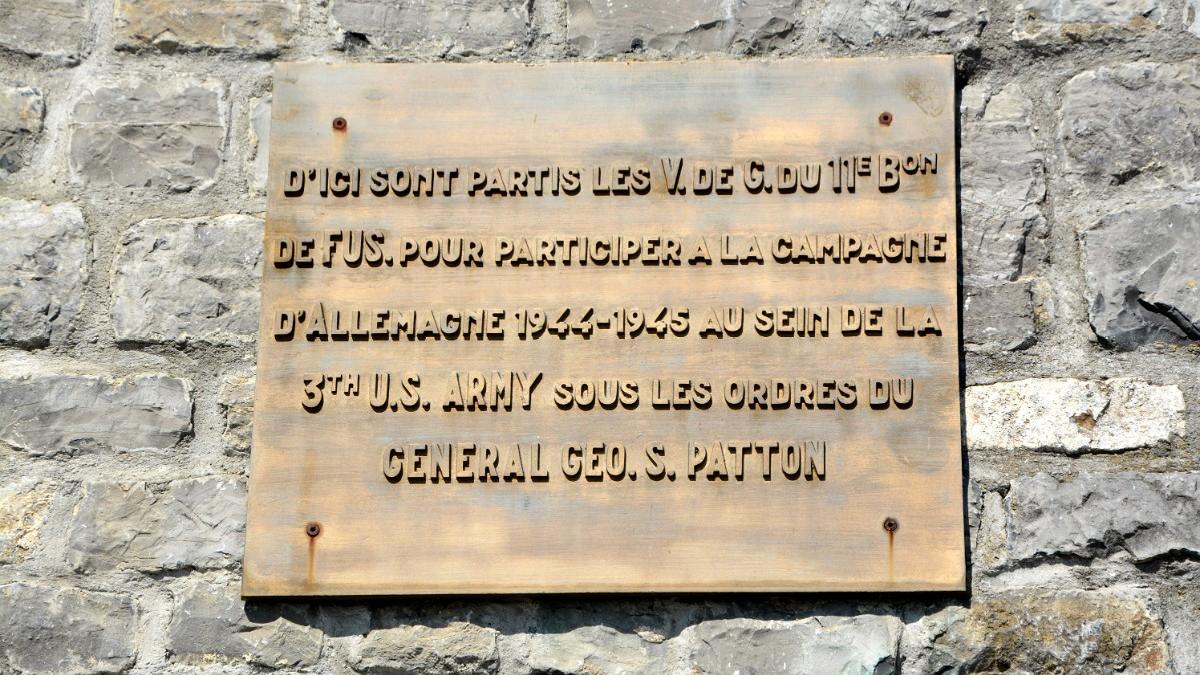 D'ICI SONT PARTIS LES V. DE G. DU 11E BON
DE FUS. POUR PARTICIPER A LA CAMPAGNE
D'ALLEMAGNE 1944-1945 AU SEIN DE LA
3TH U.S. ARMY SOUS LES ORDRES DU
GENERAL GEO. S. PATTON